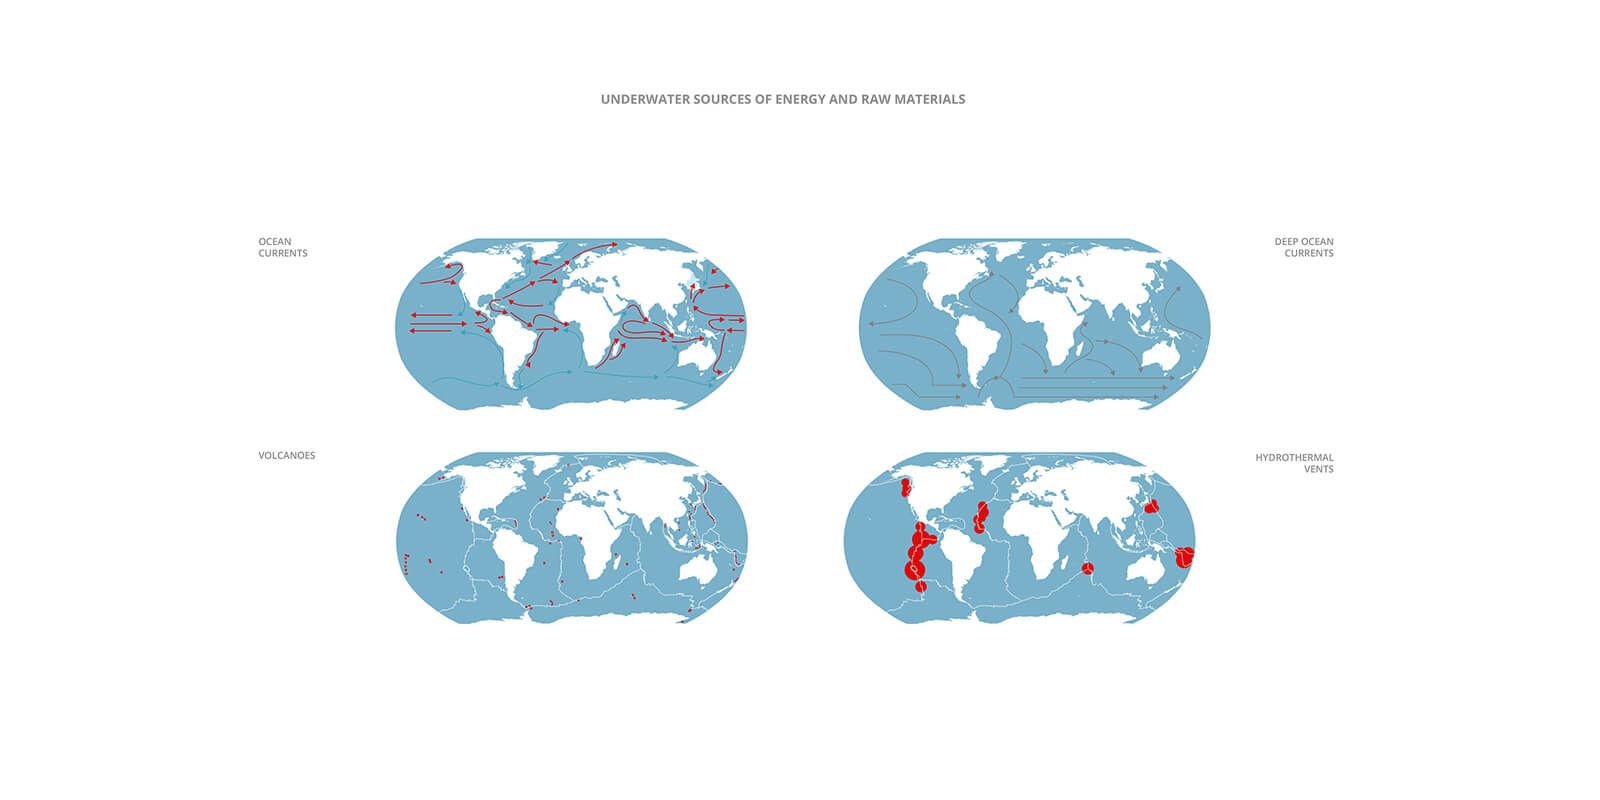 UNDERWATER SOURCES OF ENERGY AND RAW MATERIALS
OCEAN
CURRENTS
DEEP OCEAN
CURRENTS
VOLCANOES
HYDROTHERMAL
VENTS